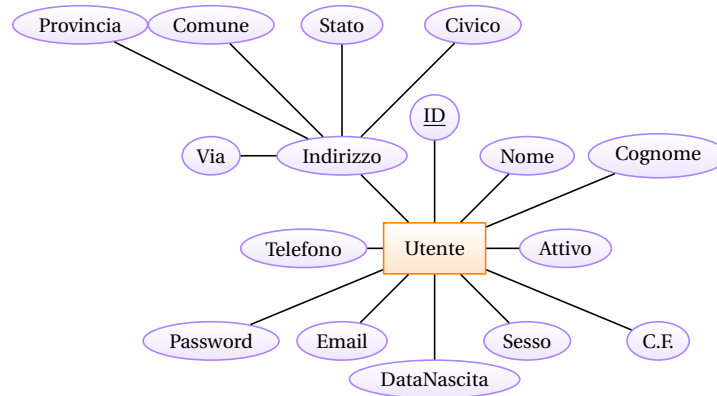 Provincia
Comune
Stato
Civico
ID
Via
Indirizzo
Nome
Cognome
Telefono
Utente
Attivo
Password
Email
Sesso
C.F.
DataNascita